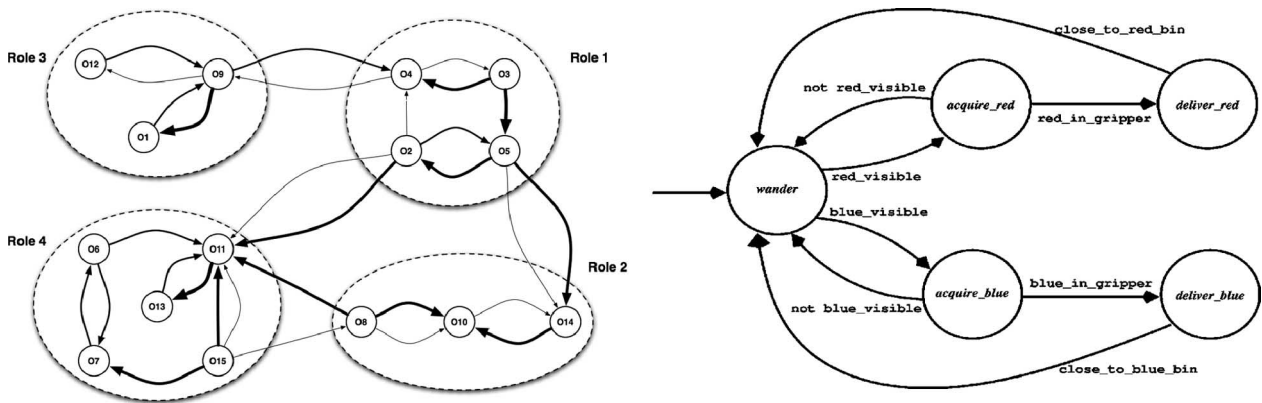 Role 3
O12
O9
O1
Role 1
O4
O3
O2
O5
Role 4
O6
O11
O13
O7
O15
Role 2
O8
O10
O14
close_to_red_bin
not red_visible
acquire_red
deliver_red
red_in_gripper
wander
red_visible
blue_visible
acquire_blue
blue_in_gripper
deliver_blue
not blue_visible
close_to_blue_bin